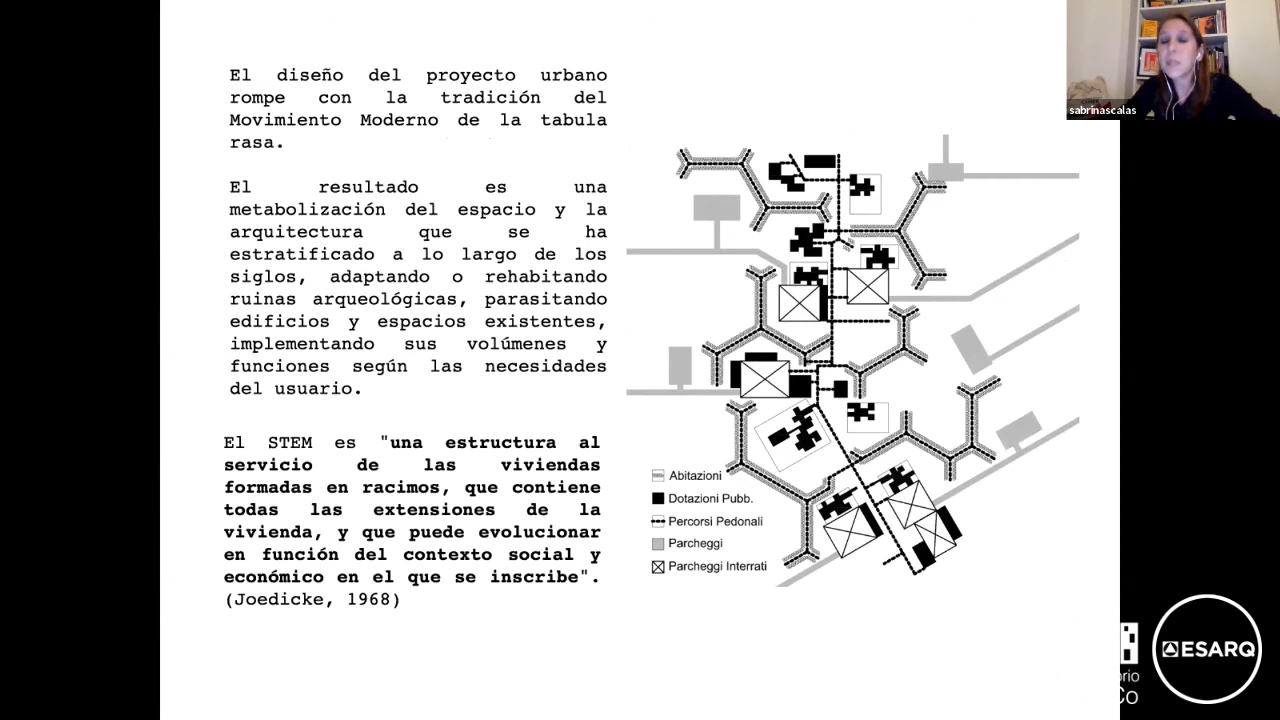 El diseño del proyecto urbano
rompe con la tradición del
Movimiento Moderno de la tabula
rasa.
El resultado es una
metabolización del espacio y la
arquitectura que se ha
estratificado a lo largo de los
siglos, adaptando o rehabitando
ruinas arqueológicas, parasitando
edificios y espacios existentes,
implementando sus volúmenes y
funciones según las necesidades
del usuario.
El STEM es "una estructura al
servicio de las viviendas
formadas en racimos, que contiene
todas las extensiones de la
vivienda, y que puede evolucionar
en función del contexto social y
económico en el que se inscribe".
(Joedicke, 1968)
Abitazioni
Dotazioni Pubb.
Percorsi Pedonali
Parcheggi
Parcheggi Interrati
sabrinascalas
ESARQ